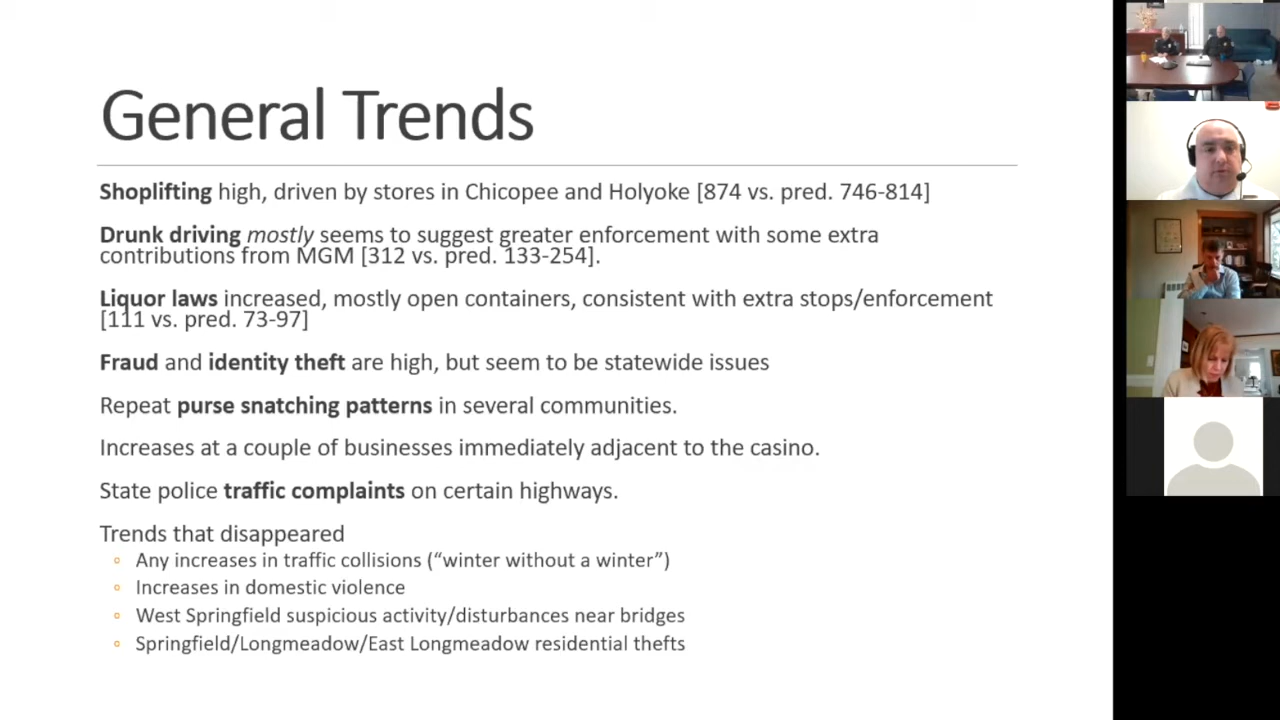 General Trends
Shoplifting high, driven by stores in Chicopee and Holyoke [874 vs. pred. 746-814]
Drunk driving mostly seems to suggest greater enforcement with some extra
contributions from MGM [312 vs. pred. 133-254].
Liquor laws increased, mostly open containers, consistent with extra stops/enforcement
[111 vs. pred. 73-97]
Fraud and identity theft are high, but seem to be statewide issues
Repeat purse snatching patterns in several communities.
Increases at a couple of businesses immediately adjacent to the casino.
State police traffic complaints on certain highways.
Trends that disappeared
Any increases in traffic collisions (“winter without a winter”)
Increases in domestic violence
West Springfield suspicious activity/disturbances near bridges
Springfield/Longmeadow/East Longmeadow residential thefts